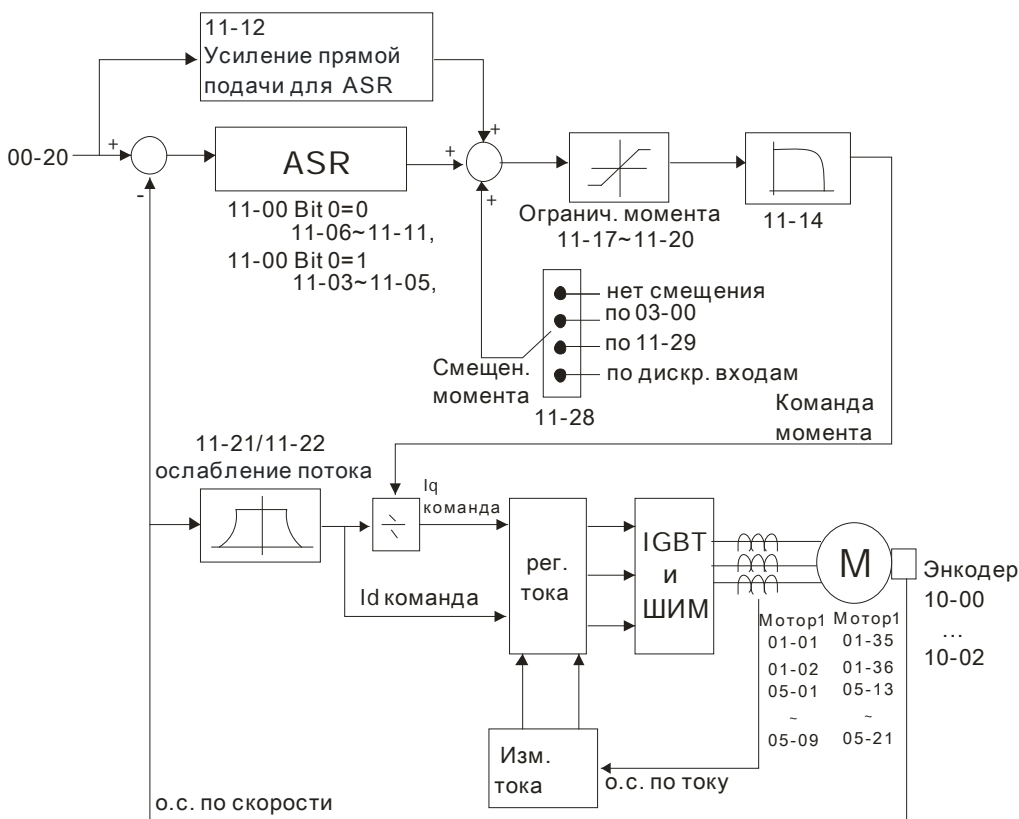 11-12
Усиление прямой
подачи для ASR
+
00-20
+
-
ASR
+
+
11-00 Bit 0=0
11-06~11-11,
11-00 Bit 0=1
11-03~11-05,
Огранич. момента
11-17~11-20
11-14
нет смещения
по 03-00
по 11-29
по дискр. входам
Смещен.
момента
11-28
Команда
момента
11-21/11-22
ослабление потока
Iq
команда
Id команда
рег.
тока
IGBT
и
ШИМ
M
Энкодер
10-00
...
10-02
Мотор1 Мотор1
01-01 01-35
01-02 01-36
05-01 05-13
~ ~
05-09 05-21
Изм.
тока
о.с. по току
о.с. по скорости